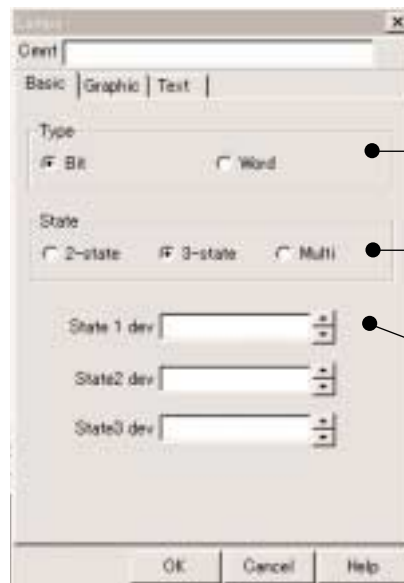 Cmnt
Basic Graphic Text
Type
Bit Word
State
2-state 3-state Multi
State 1 dev
State2 dev
State3 dev
OK Cancel Help